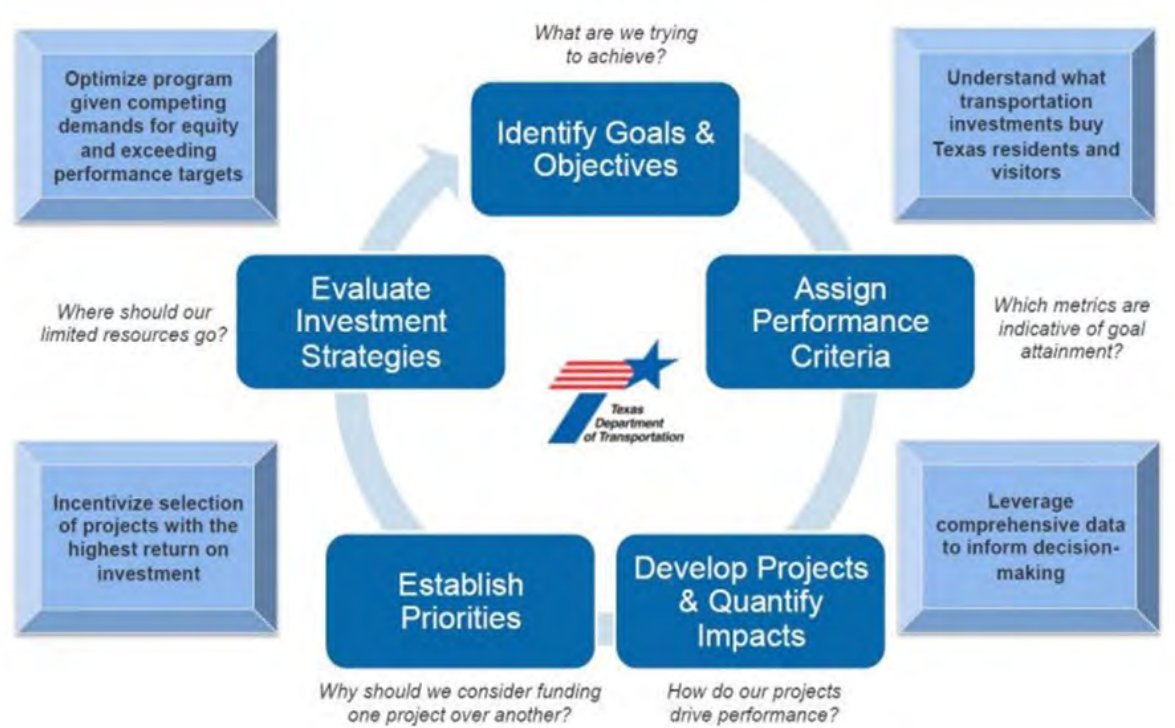 What are we trying
to achieve?
Optimize program
given competing
demands for equity
and exceeding
performance targets
Identify Goals &
Objectives
Understand what
transportation
investments buy
Texas residents and
visitors
Where should our
limited resources go?
Evaluate
Investment
Strategies
Assign
Performance
Criteria
Which metrics are
indicative of goal
attainment?
Texas
Department
of Transportation
Incentivize selection
of projects with the
highest return on
investment
Establish
Priorities
Develop Projects
& Quantify
Impacts
Leverage
comprehensive data
to inform decision-
making
Why should we consider funding
one project over another?
How do our projects
drive performance?